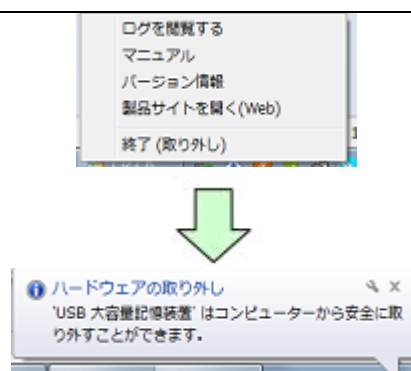 ログを閲覧する
マニュアル
バージョン情報
製品サイトを開く(Web)
終了 (取り外し)
ハードウェアの取り外し
'USB 大容量記憶装置' はコンピューターから安全に取
り外すことができます。